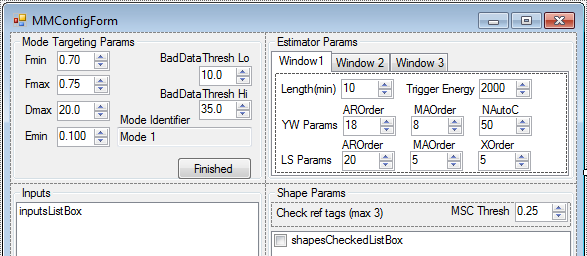 MMConfigForm
Mode Targeting Params
Fmin 0.70
BadDataThresh Lo
10.0
Fmax 0.75
BadDataThresh Hi
35.0
Dmax 20.0
Mode Identifier
Emin 0.100
Mode 1
Finished
Estimator Params
Window1 Window 2 Window 3
Length(min) 10 Trigger Energy 2000
AROrder MAOrder NAutoC
YW Params 18 8 50
AROrder MAOrder XOrder
LS Params 20 5 5
Inputs
inputsListBox
Shape Params
Check ref tags (max 3) MSC Thresh 0.25
shapesCheckedListBox